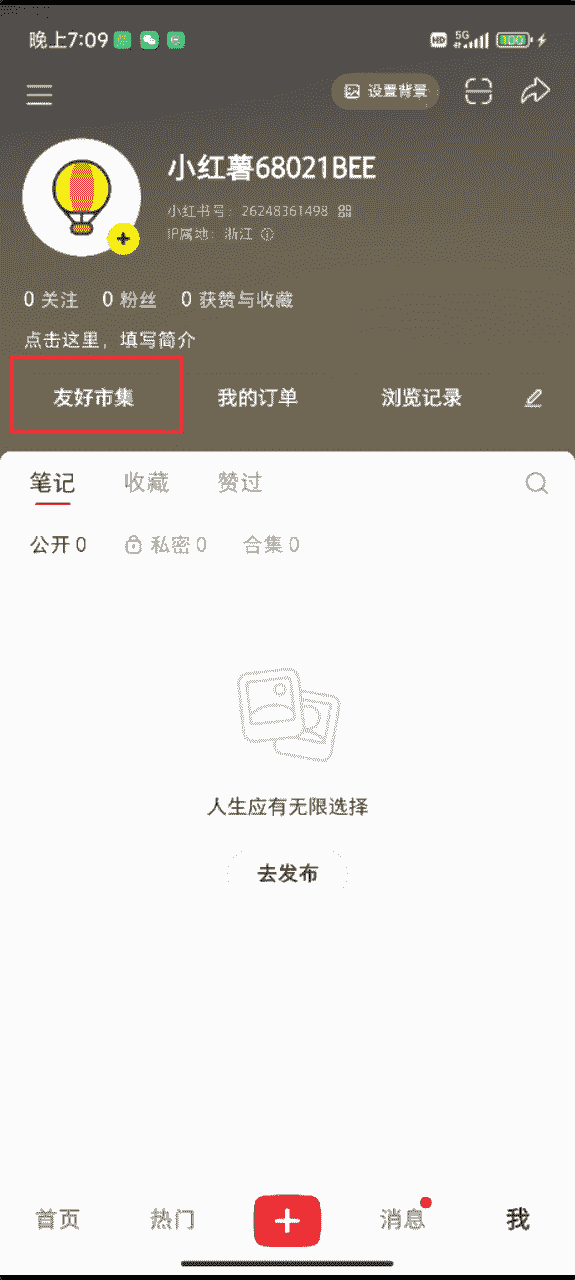 晚上7:09
HD 5G 100
设置背景
小红薯68021BEE
小红书号：26248361498
IP属地：浙江
0 关注 0 粉丝 0 获赞与收藏
点击这里，填写简介
友好市集 我的订单 浏览记录
笔记 收藏 赞过
公开 0 私密 0 合集 0
人生应有无限选择
去发布
首页 热门 消息 我